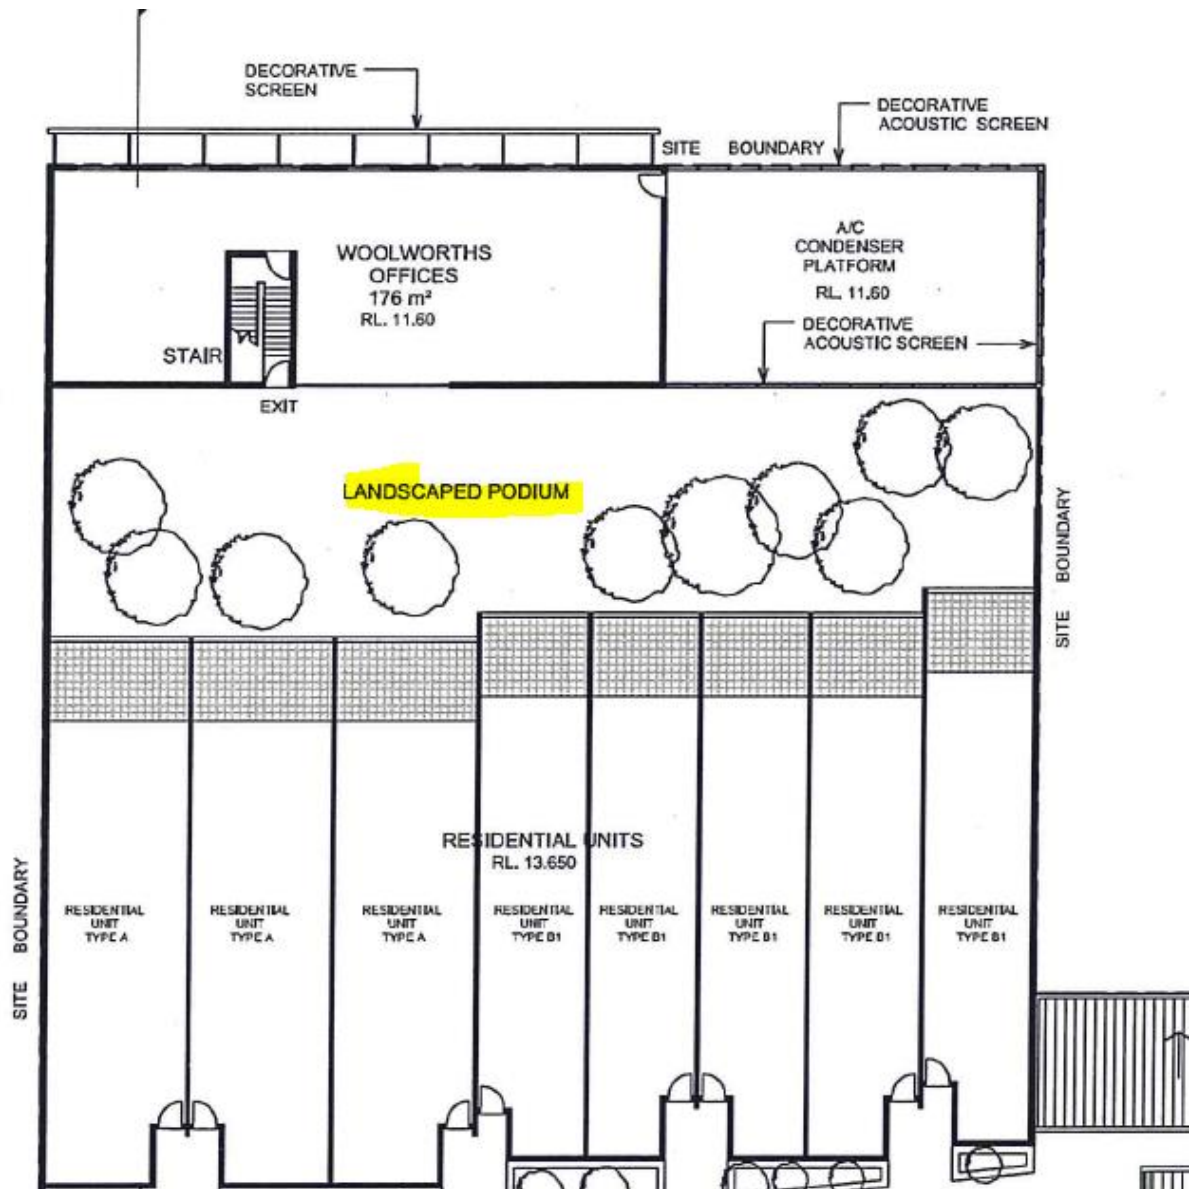 DECORATIVE
SCREEN
DECORATIVE
ACOUSTIC SCREEN
SITE BOUNDARY
WOOLWORTHS
OFFICES
176 m²
RL. 11.60
A/C
CONDENSER
PLATFORM
RL. 11.60
DECORATIVE
ACOUSTIC SCREEN
STAIR
EXIT
LANDSCAPED PODIUM
SITE BOUNDARY
RESIDENTIAL UNITS
RL. 13.650
RESIDENTIAL
UNIT
TYPE A
RESIDENTIAL
UNIT
TYPE A
RESIDENTIAL
UNIT
TYPE A
RESIDENTIAL
UNIT
TYPE B1
RESIDENTIAL
UNIT
TYPE B1
RESIDENTIAL
UNIT
TYPE B1
RESIDENTIAL
UNIT
TYPE B1
RESIDENTIAL
UNIT
TYPE B1
SITE BOUNDARY